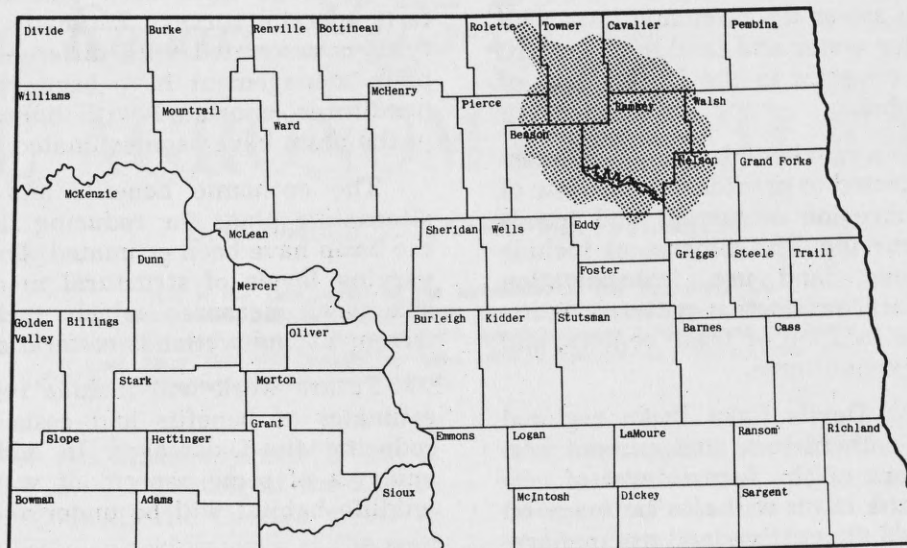 Divide Burke Renville Bottineau Rolette Towner Cavalier Pembina
Williams Mountrail Ward McHenry Pierce Ramsey Walsh
Benson Nelson Grand Forks
McKenzie McLean Sheridan Wells Eddy
Dunn Mercer Foster Griggs Steele Traill
Golden Valley Billings Oliver Burleigh Kidder Stutsman Barnes Cass
Stark Morton
Slope Hettinger Grant Emmons Logan LaMoure Ransom Richland
Bowman Adams Sioux McIntosh Dickey Sargent